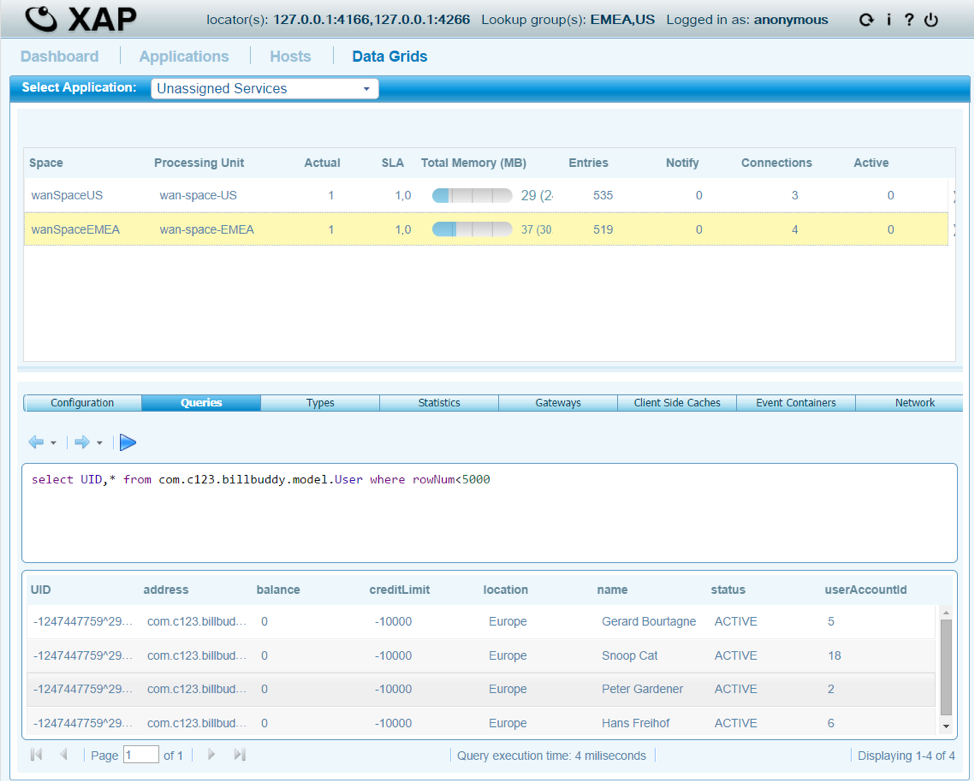 XAP locator(s): 127.0.0.1:4166,127.0.0.1:4266 Lookup group(s): EMEA,US Logged in as: anonymous
Dashboard Applications Hosts Data Grids
Select Application: Unassigned Services
Space Processing Unit Actual SLA Total Memory (MB) Entries Notify Connections Active
wanSpaceUS wan-space-US 1 1,0 29 (2 535 0 3 0
wanSpaceEMEA wan-space-EMEA 1 1,0 37 (30 519 0 4 0
Configuration Queries Types Statistics Gateways Client Side Caches Event Containers Network
select UID,* from com.c123.billbuddy.model.User where rowNum<5000
UID address balance creditLimit location name status userAccountId
-1247447759^29... com.c123.billbud... 0 -10000 Europe Gerard Bourtagne ACTIVE 5
-1247447759^29... com.c123.billbud... 0 -10000 Europe Snoop Cat ACTIVE 18
-1247447759^29... com.c123.billbud... 0 -10000 Europe Peter Gardener ACTIVE 2
-1247447759^29... com.c123.billbud... 0 -10000 Europe Hans Freihof ACTIVE 6
Page 1 of 1 Query execution time: 4 miliseconds Displaying 1-4 of 4